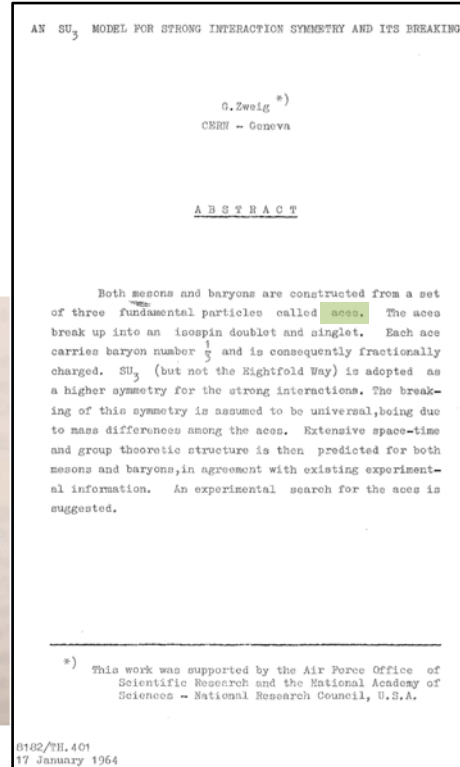 AN SU3 MODEL FOR STRONG INTERACTION SYMMETRY AND ITS BREAKING
G.Zweig *)
CERN - Geneva
ABSTRACT
Both mesons and baryons are constructed from a set
of three fundamental particles called aces. The aces
break up into an isospin doublet and singlet. Each ace
carries baryon number 1/3 and is consequently fractionally
charged. SU3 (but not the Eightfold Way) is adopted as
a higher symmetry for the strong interactions. The break-
ing of this symmetry is assumed to be universal,being due
to mass differences among the aces. Extensive space-time
and group theoretic structure is then predicted for both
mesons and baryons,in agreement with existing experiment-
al information. An experimental search for the aces is
suggested.
*) This work was supported by the Air Force Office of
Scientific Research and the National Academy of
Sciences - National Research Council, U.S.A.
8182/TH.401
17 January 1964